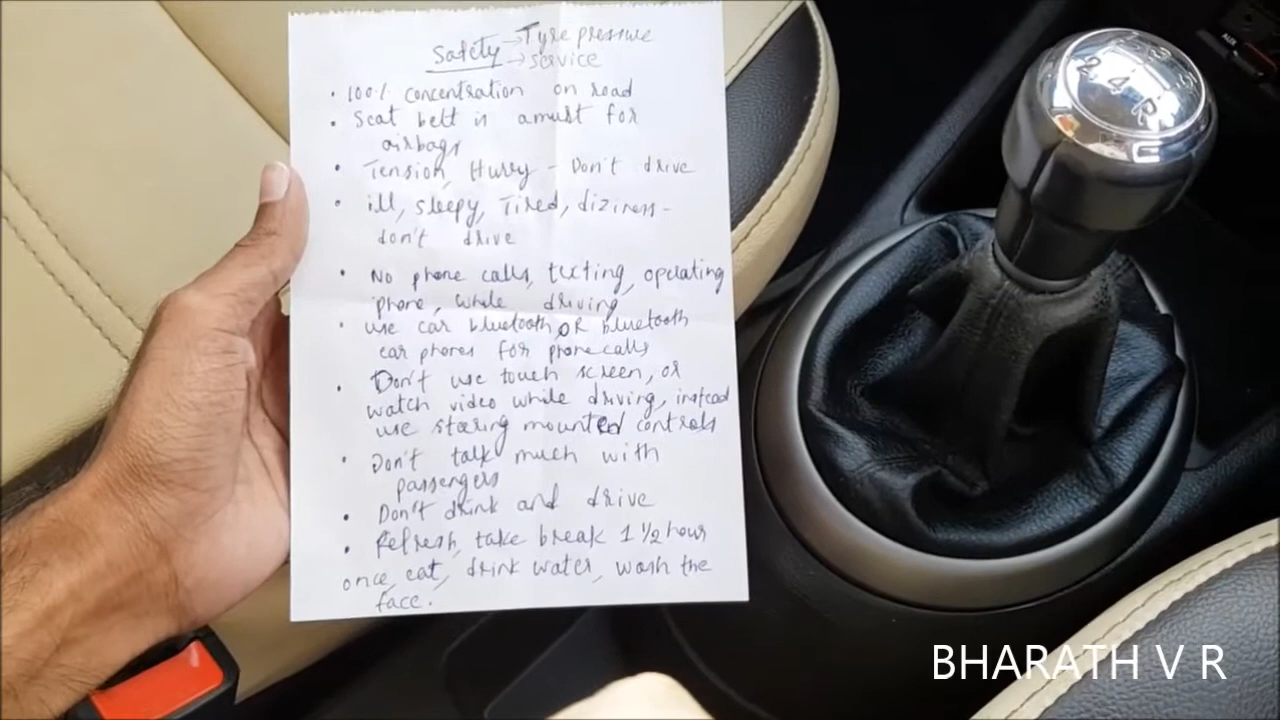 Safety → Tyre pressure
→ service
• 100% concentration on road
• Seat belt is a must for
airbags
• Tension, Hurry - Don't drive
• ill, sleepy, Tired, diziness -
don't drive
• No phone calls, texting, operating
phone, while driving
• use car bluetooth, OR bluetooth
ear phones for phone calls
• Don't use touch screen, or
watch video while driving, instead
use staring mounted controls
• Don't talk much with
passengers
• Don't drink and drive
• Refresh, take break 1 1/2 hour
once, eat, drink water, wash the
face.
2 4 R
BHARATH V R